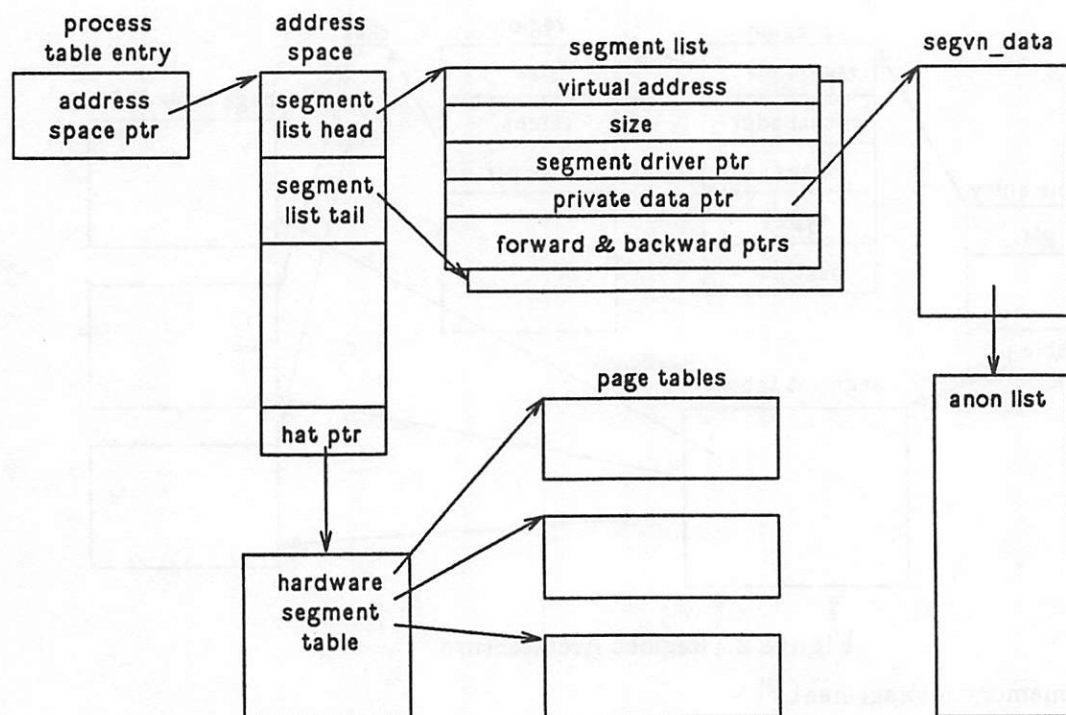 process
table entry
address
space ptr
address
space
segment
list head
segment
list tail
hat ptr
segment list
virtual address
size
segment driver ptr
private data ptr
forward & backward ptrs
segvn_data
anon list
page tables
hardware
segment
table